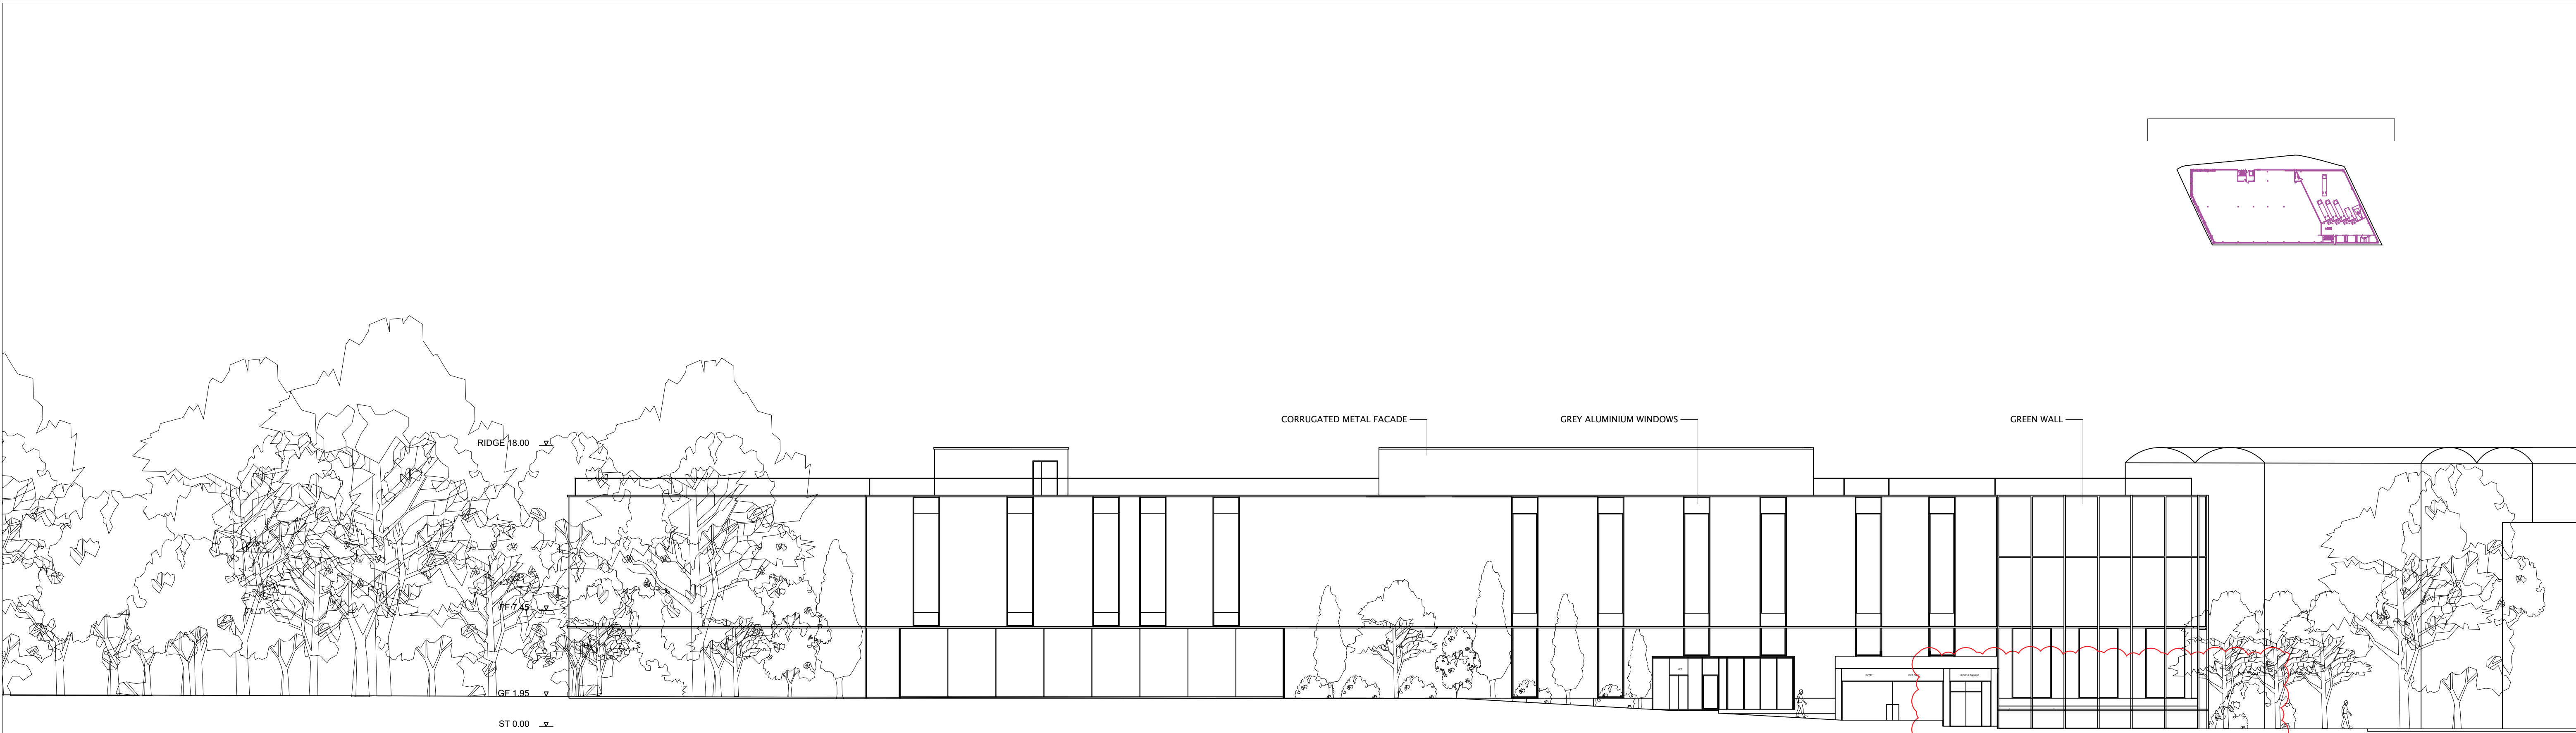 CORRUGATED METAL FACADE
GREY ALUMINIUM WINDOWS
GREEN WALL
RIDGE 18.00
FF 7.45
GF 1.95
ST 0.00